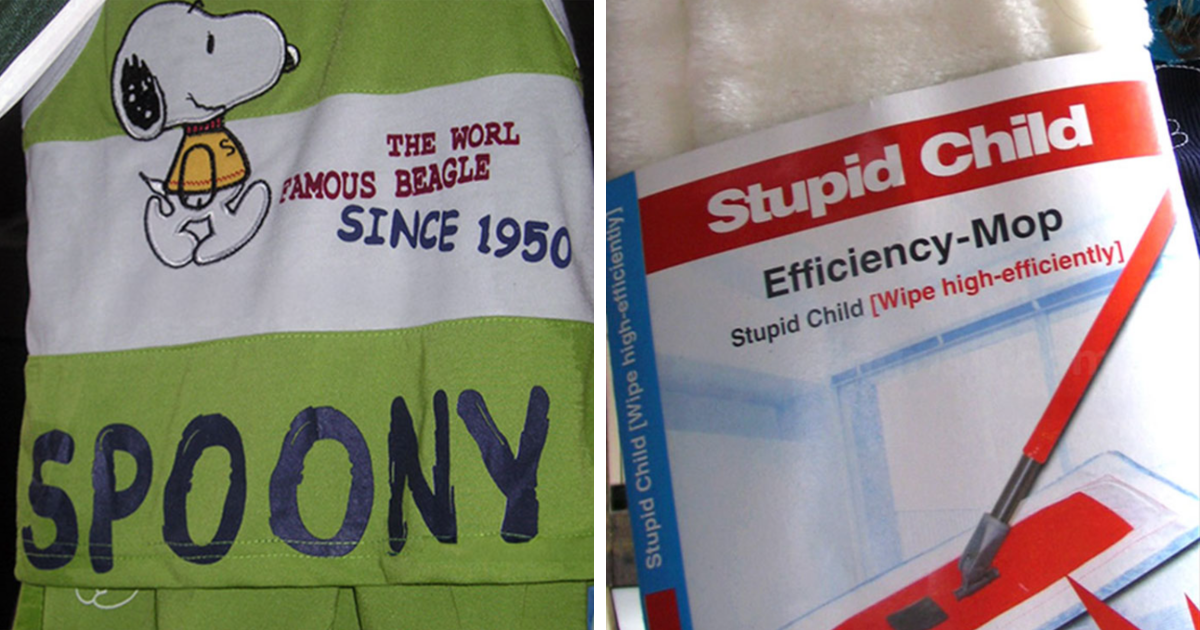 S
THE WORL
FAMOUS BEAGLE
SINCE 1950
SPOONY
Stupid Child
Efficiency-Mop
Stupid Child [Wipe high-efficiently]
Stupid Child [Wipe high-efficiently]